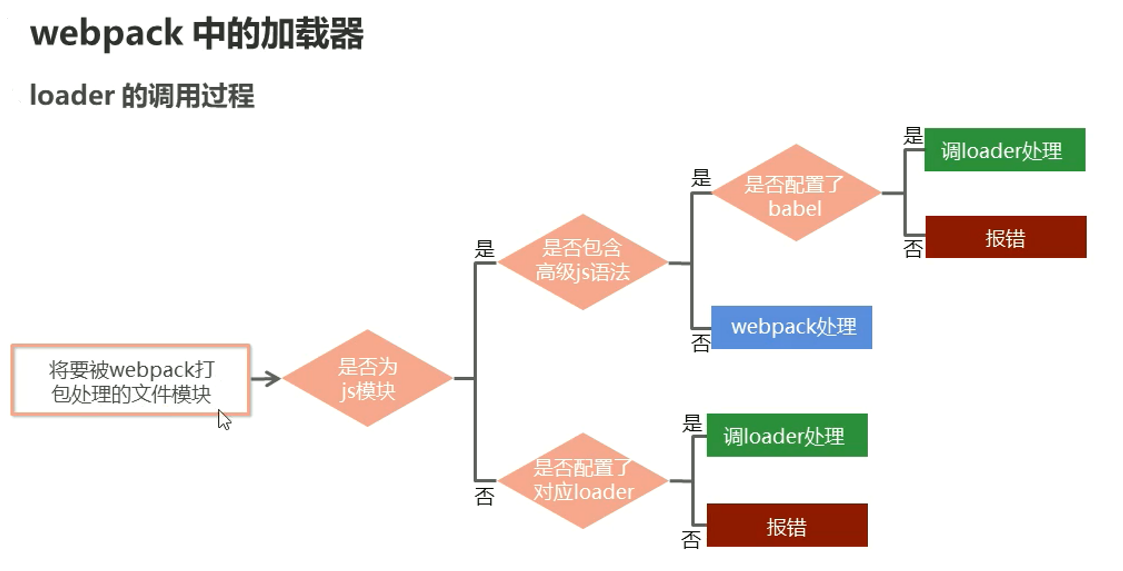 webpack 中的加载器
loader 的调用过程
将要被webpack打
包处理的文件模块
是否为
js模块
是
是否包含
高级js语法
是
是否配置了
babel
是
调loader处理
否
报错
否
webpack处理
否
是否配置了
对应loader
是
调loader处理
否
报错